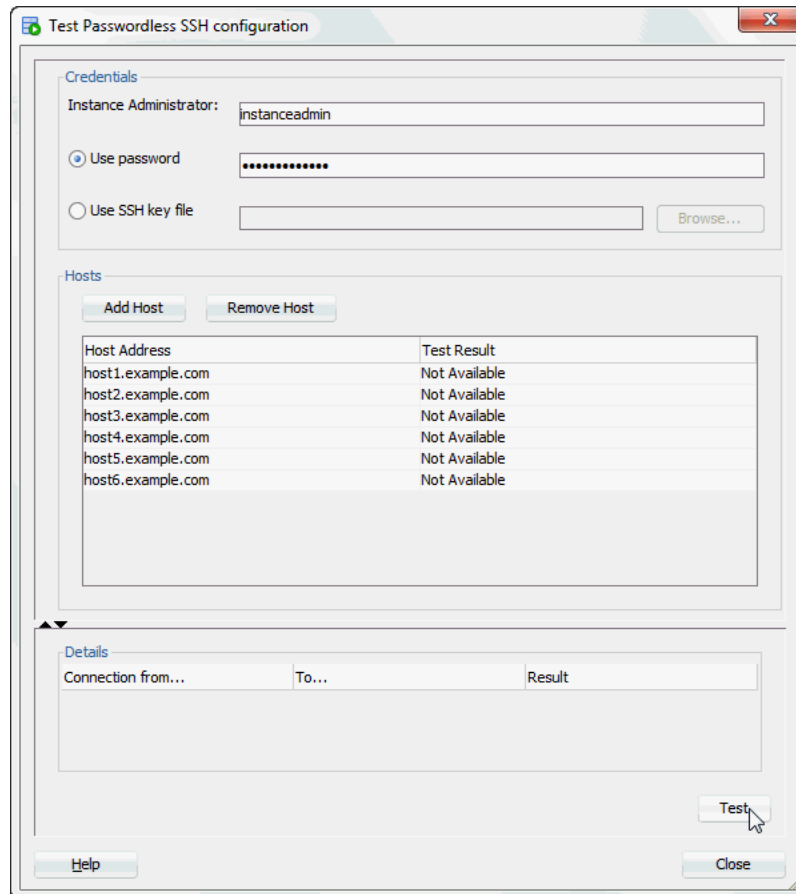 Test Passwordless SSH configuration
Credentials
Instance Administrator: instanceadmin
Use password •••••••••••••
Use SSH key file Browse...
Hosts
Add Host Remove Host
Host Address Test Result
host1.example.com Not Available
host2.example.com Not Available
host3.example.com Not Available
host4.example.com Not Available
host5.example.com Not Available
host6.example.com Not Available
Details
Connection from... To... Result
Test
Help Close